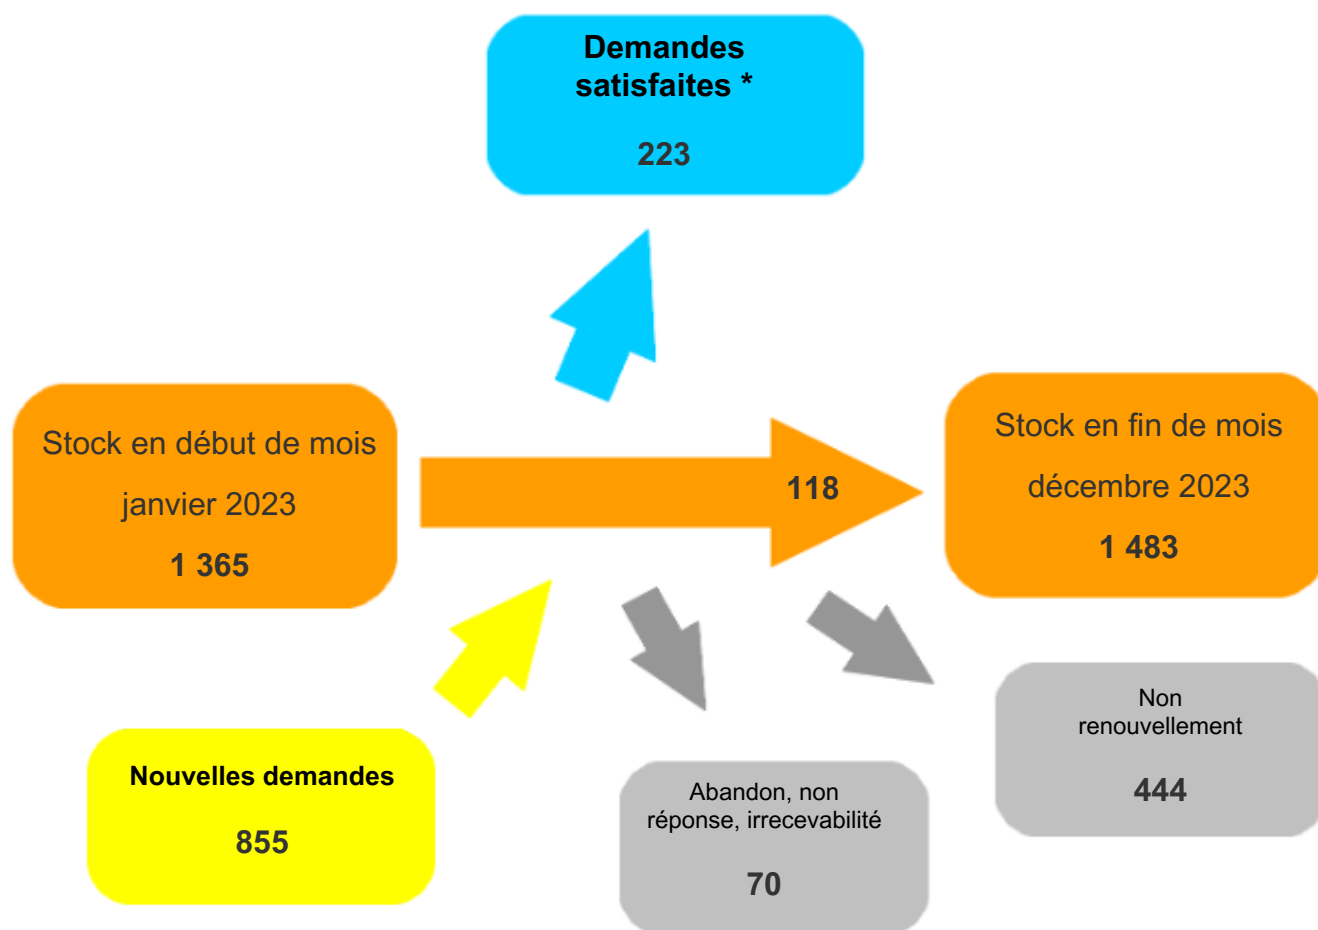 Demandes
satisfaites *
223
Stock en début de mois
janvier 2023
1 365
118
Stock en fin de mois
décembre 2023
1 483
Nouvelles demandes
855
Abandon, non
réponse, irrecevabilité
70
Non
renouvellement
444